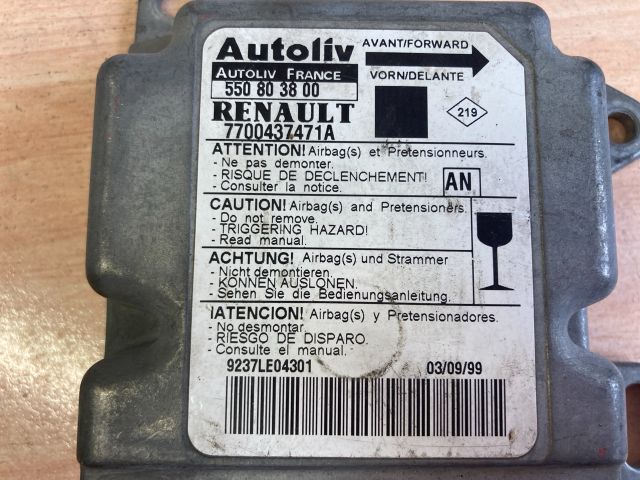 Autoliv
AVANT/FORWARD
AUTOLIV FRANCE
VORN/DELANTE
550 80 38 00
RENAULT
219
7700437471A
ATTENTION! Airbag(s) et Pretensionneurs.
- Ne pas demonter.
- RISQUE DE DECLENCHEMENT!
- Consulter la notice.
AN
CAUTION! Airbag(s) and Pretensioners.
- Do not remove.
- TRIGGERING HAZARD!
- Read manual.
ACHTUNG! Airbag(s) und Strammer
- Nicht demontieren.
- KONNEN AUSLONEN.
- Sehen Sie die Bedienungsanleitung.
¡ATENCION! Airbag(s) y Pretensionadores.
- No desmontar.
- RIESGO DE DISPARO.
- Consulte el manual.
9237LE04301
03/09/99